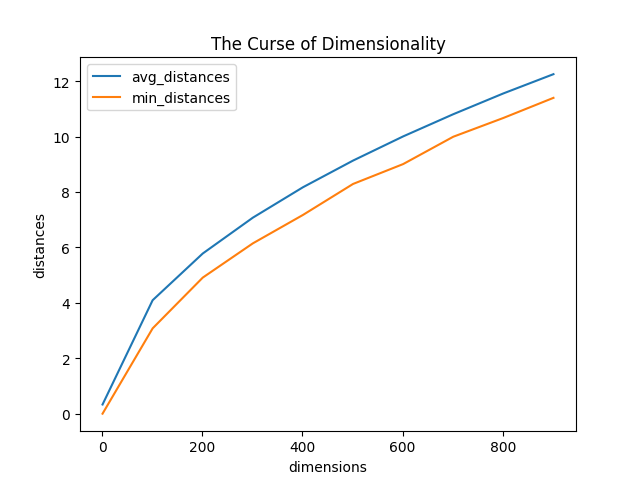 The Curse of Dimensionality
avg_distances
min_distances
12
10
8
6
4
2
0
distances
0 200 400 600 800
dimensions